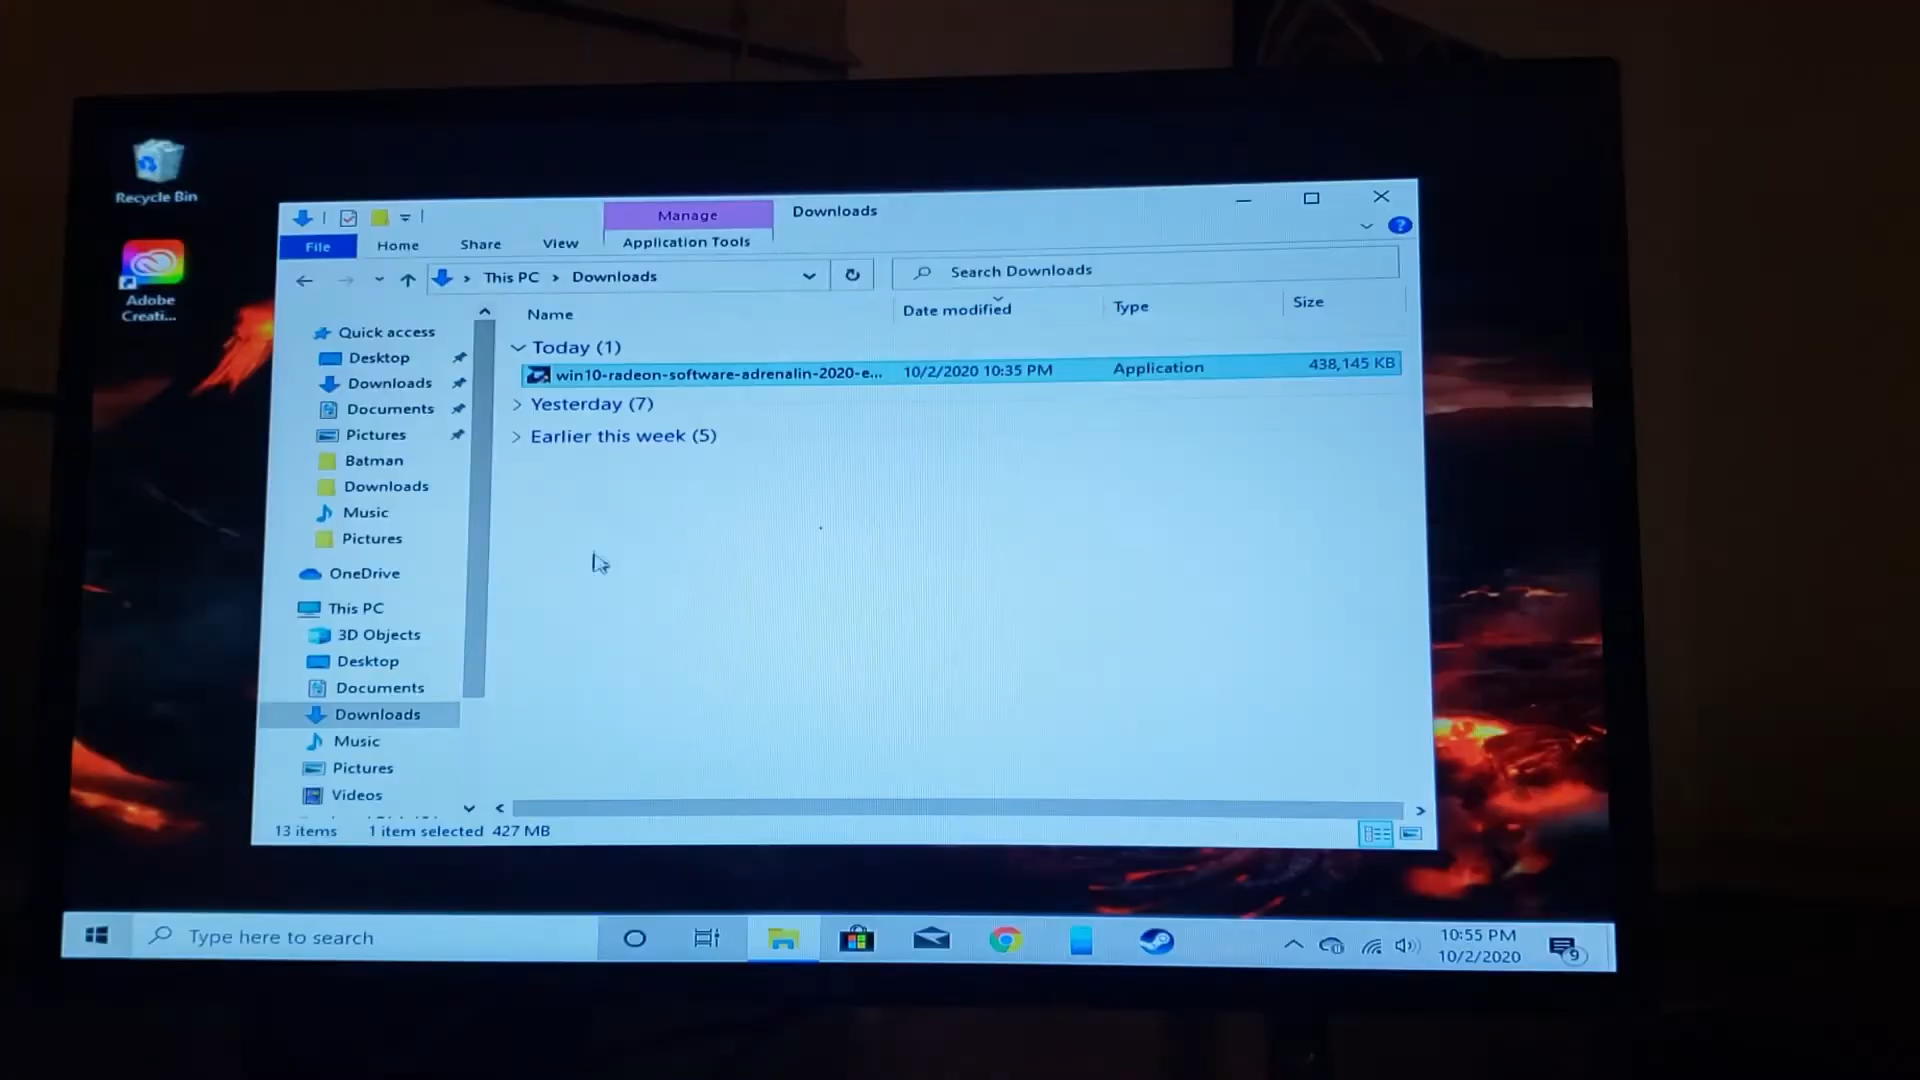 Recycle Bin
Adobe
Creati...
Manage
Downloads
File
Home
Share
View
Application Tools
This PC
Downloads
Search Downloads
Name
Date modified
Type
Size
Today (1)
win10-radeon-software-adrenalin-2020-e...
10/2/2020 10:35 PM
Application
438,145 KB
Yesterday (7)
Earlier this week (5)
Quick access
Desktop
Downloads
Documents
Pictures
Batman
Downloads
Music
Pictures
OneDrive
This PC
3D Objects
Desktop
Documents
Downloads
Music
Pictures
Videos
13 items
1 item selected 427 MB
Type here to search
10:55 PM
10/2/2020
9